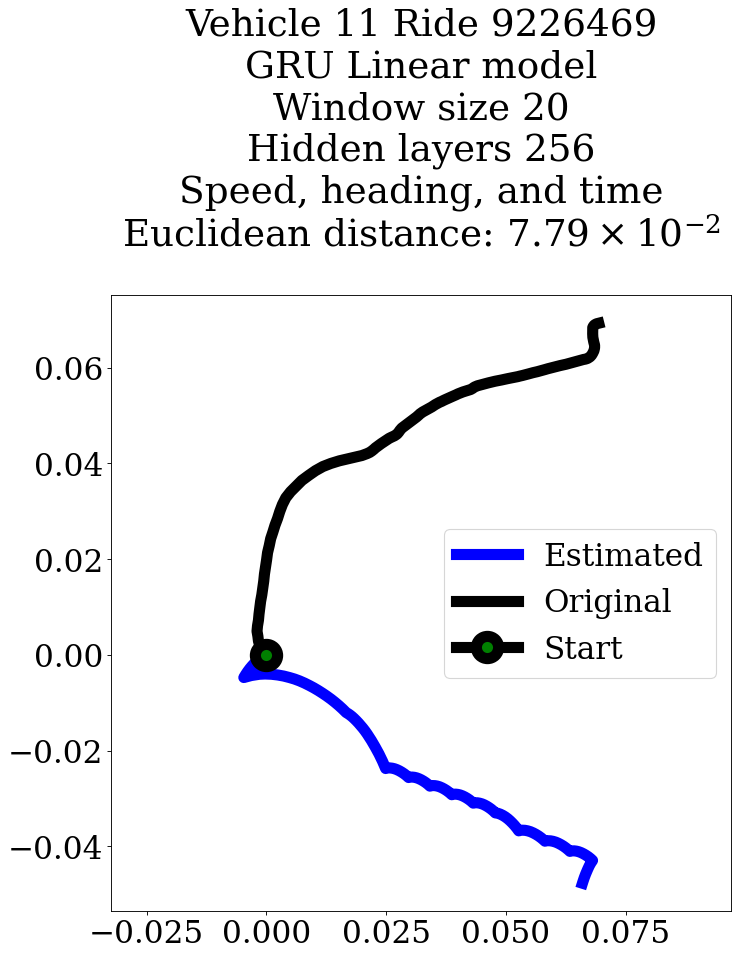 Vehicle 11 Ride 9226469
GRU Linear model
Window size 20
Hidden layers 256
Speed, heading, and time
Euclidean distance: 7.79 × 10⁻²
0.06
0.04
0.02
0.00
−0.02
−0.04
Estimated
Original
Start
−0.025 0.000 0.025 0.050 0.075